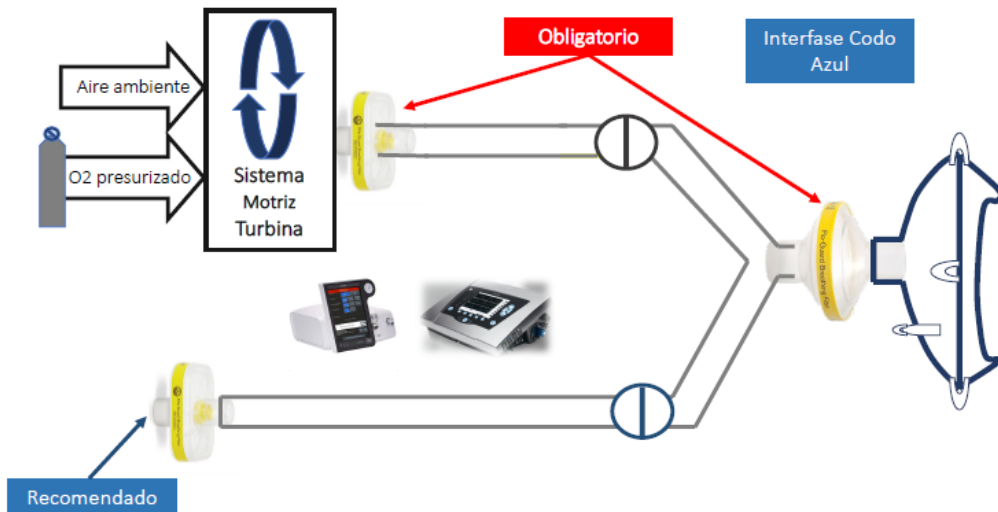 Obligatorio
Interfase Codo
Azul
Aire ambiente
O2 presurizado
Sistema
Motriz
Turbina
Recomendado